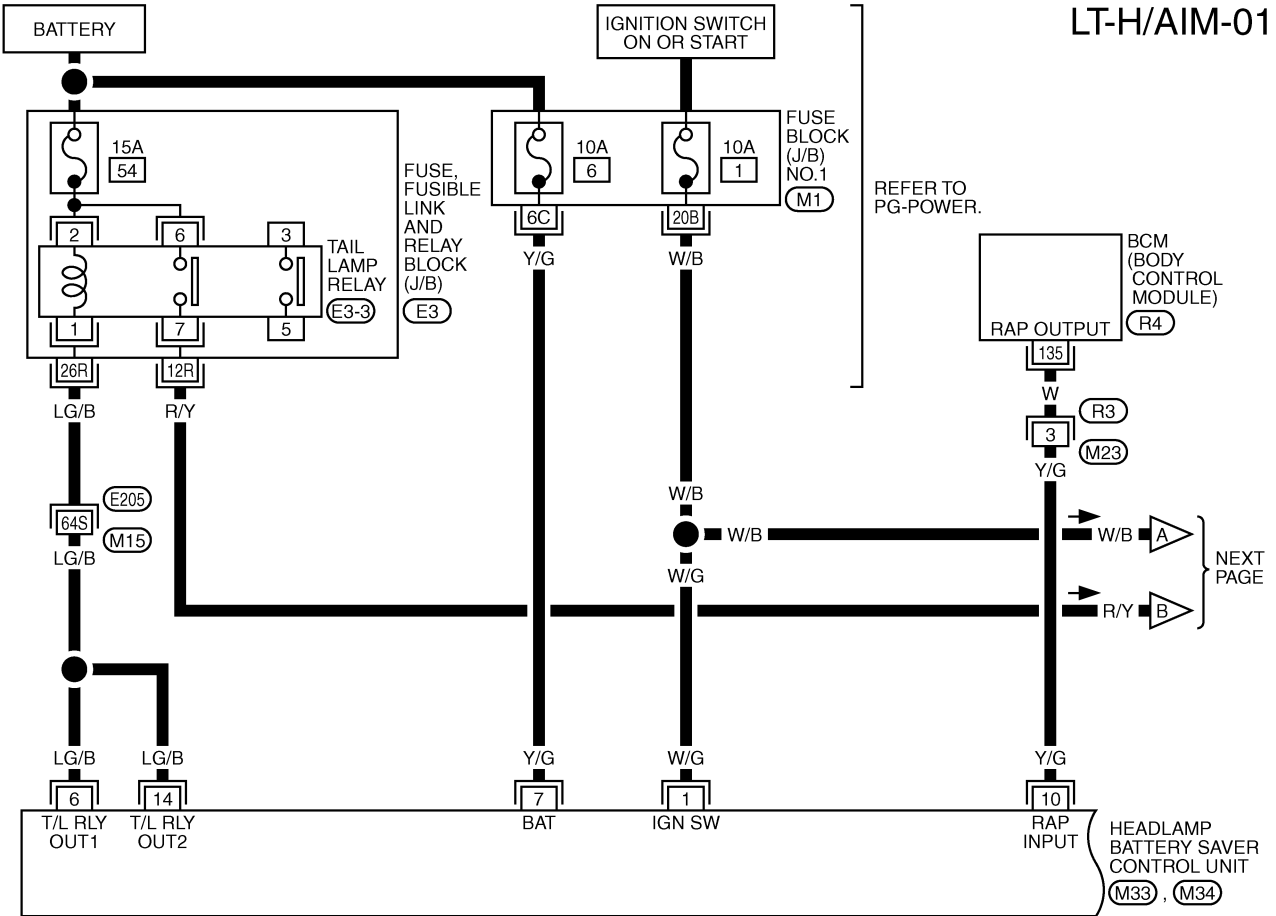 LT-H/AIM-01
BATTERY
IGNITION SWITCH
ON OR START
15A
54
10A
6
10A
1
FUSE
BLOCK
(J/B)
NO.1
M1
REFER TO
PG-POWER.
FUSE,
FUSIBLE
LINK
AND
RELAY
BLOCK
(J/B)
E3
2
6
3
TAIL
LAMP
RELAY
E3-3
1
7
5
6C
20B
Y/G
W/B
26R
12R
LG/B
R/Y
BCM
(BODY
CONTROL
MODULE)
R4
RAP OUTPUT
135
W
R3
3
M23
Y/G
E205
64S
M15
LG/B
W/B
W/B
W/G
W/B
A
R/Y
B
NEXT
PAGE
LG/B
LG/B
Y/G
W/G
Y/G
6
14
7
1
10
T/L RLY
OUT1
T/L RLY
OUT2
BAT
IGN SW
RAP
INPUT
HEADLAMP
BATTERY SAVER
CONTROL UNIT
M33 , M34